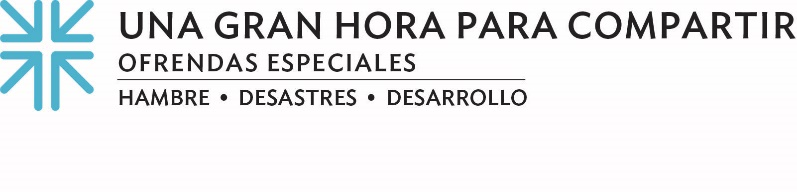 UNA GRAN HORA PARA COMPARTIR
OFRENDAS ESPECIALES
HAMBRE • DESASTRES • DESARROLLO